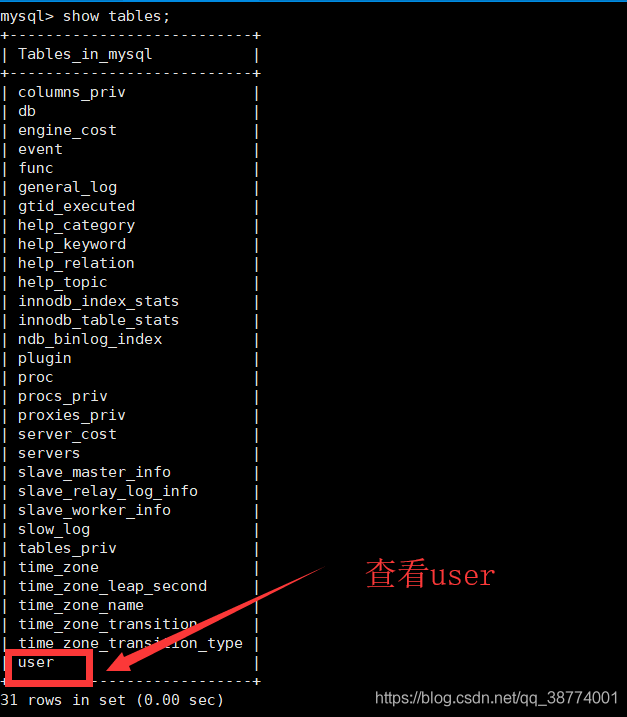 mysql> show tables;
+---------------------------+
| Tables_in_mysql           |
+---------------------------+
| columns_priv              |
| db                        |
| engine_cost               |
| event                     |
| func                      |
| general_log               |
| gtid_executed             |
| help_category             |
| help_keyword              |
| help_relation             |
| help_topic                |
| innodb_index_stats        |
| innodb_table_stats        |
| ndb_binlog_index          |
| plugin                    |
| proc                      |
| procs_priv                |
| proxies_priv              |
| server_cost               |
| servers                   |
| slave_master_info         |
| slave_relay_log_info      |
| slave_worker_info         |
| slow_log                  |
| tables_priv               |
| time_zone                 |
查看user
| time_zone_leap_second     |
| time_zone_name            |
| time_zone_transition      |
| time_zone_transition_type |
| user                      |
+---------------------------+
31 rows in set (0.00 sec)
https://blog.csdn.net/qq_38774001